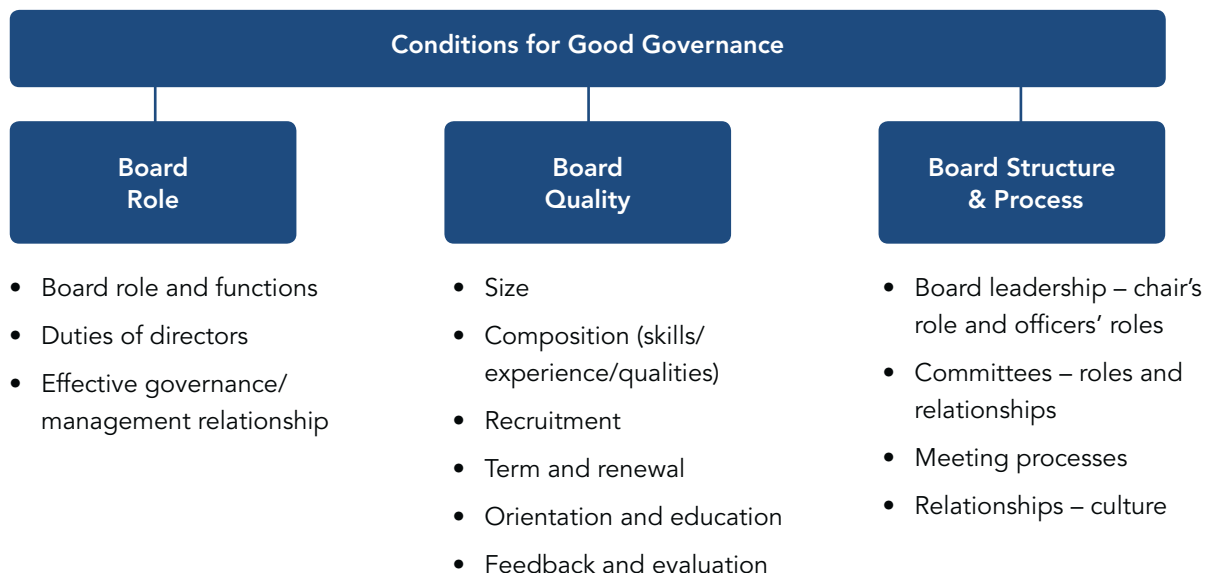 Conditions for Good Governance
Board
Role
• Board role and functions
• Duties of directors
• Effective governance/
management relationship
Board
Quality
• Size
• Composition (skills/
experience/qualities)
• Recruitment
• Term and renewal
• Orientation and education
• Feedback and evaluation
Board Structure
& Process
• Board leadership – chair’s
role and officers’ roles
• Committees – roles and
relationships
• Meeting processes
• Relationships – culture